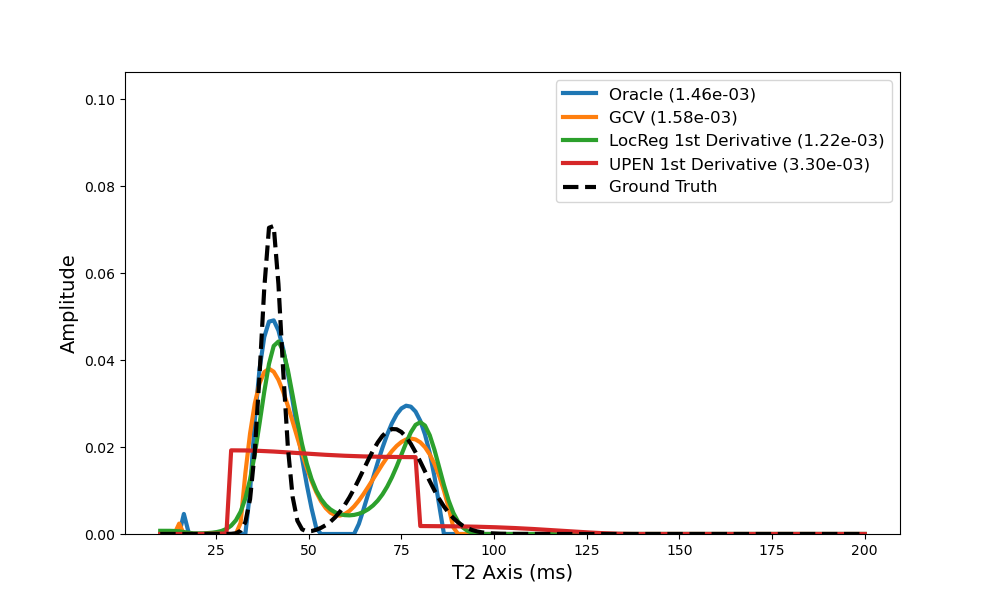 Oracle (1.46e-03)
GCV (1.58e-03)
LocReg 1st Derivative (1.22e-03)
UPEN 1st Derivative (3.30e-03)
Ground Truth
Amplitude
0.10
0.08
0.06
0.04
0.02
0.00
25 50 75 100 125 150 175 200
T2 Axis (ms)